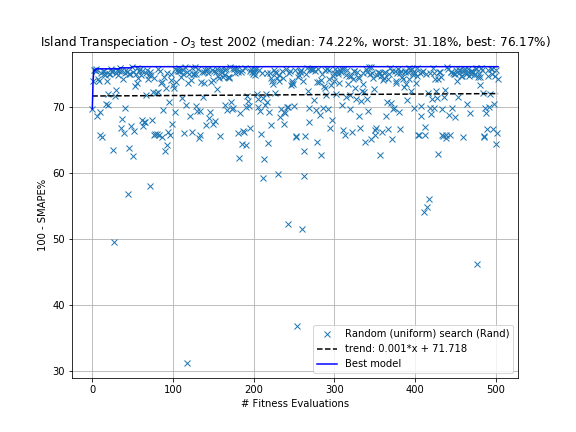 Island Transpeciation - O₃ test 2002 (median: 74.22%, worst: 31.18%, best: 76.17%)
100 - SMAPE%
70
60
50
40
30
Random (uniform) search (Rand)
trend: 0.001*x + 71.718
Best model
0 100 200 300 400 500
# Fitness Evaluations